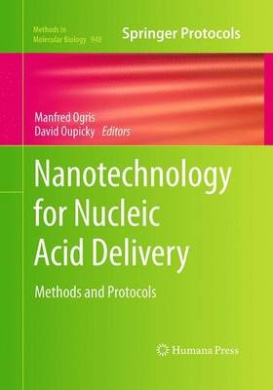 Methods in
Molecular Biology 948
Springer Protocols
Manfred Ogris
David Oupicky Editors
Nanotechnology
for Nucleic
Acid Delivery
Methods and Protocols
Humana Press